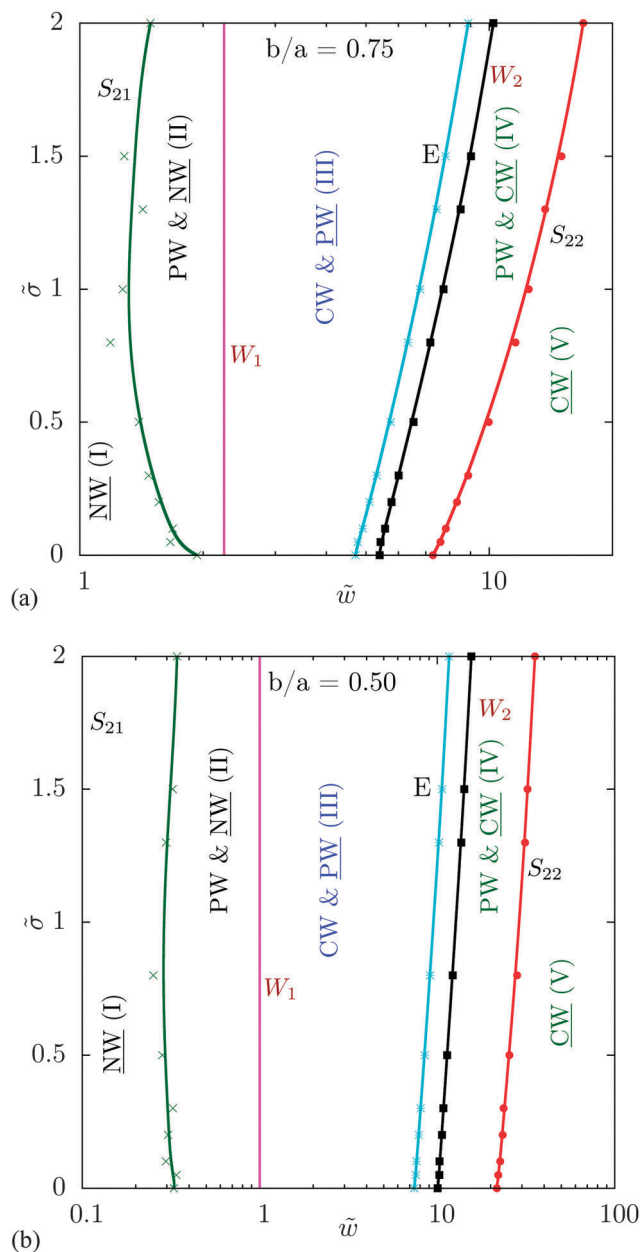 2
b/a = 0.75
S₂₁
W₂
1.5
E
PW & NW (II)
CW & PW (III)
PW & CW (IV)
S₂₂
σ̃
1
W₁
CW (V)
0.5
NW (I)
0
1
10
(a)
w̃
2
b/a = 0.50
S₂₁
W₂
1.5
E
PW & NW (II)
CW & PW (III)
PW & CW (IV)
S₂₂
σ̃
1
W₁
NW (I)
CW (V)
0.5
0
0.1
1
10
100
(b)
w̃